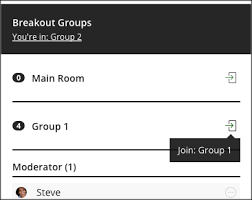 Breakout Groups
You're in: Group 2
0 Main Room
4 Group 1
Join: Group 1
Moderator (1)
Steve